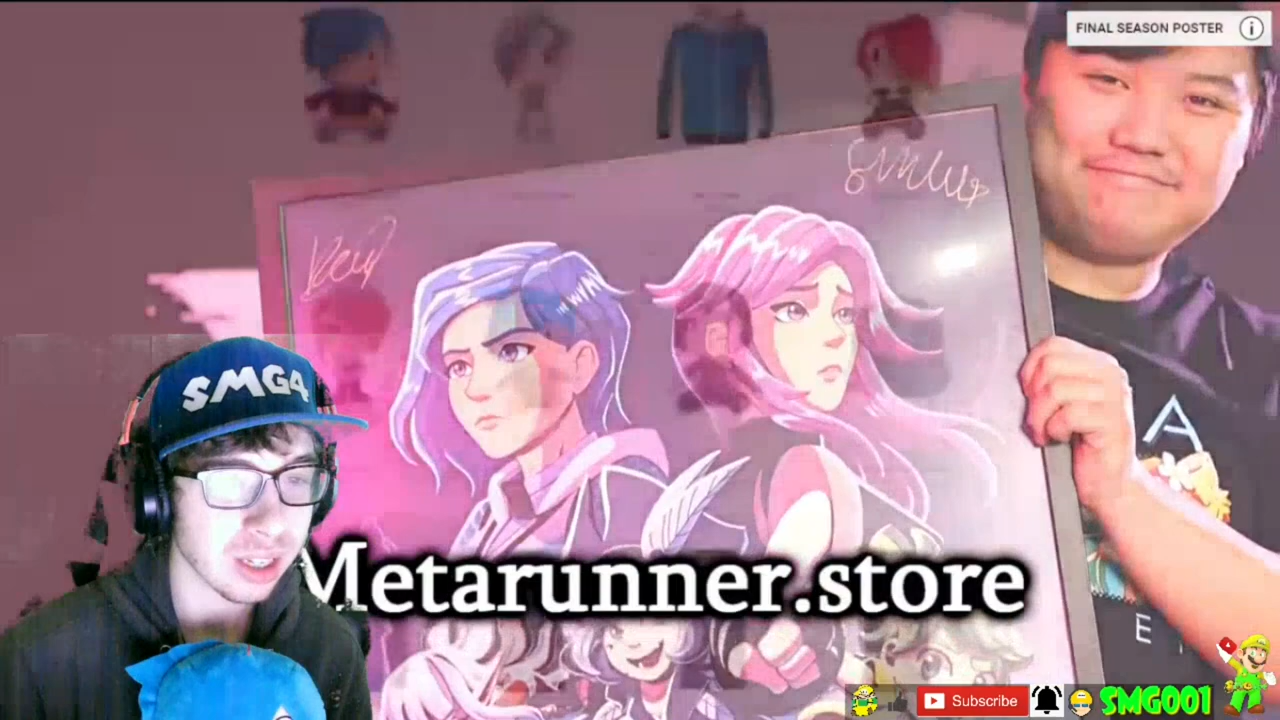 FINAL SEASON POSTER
SMG4
Metarunner.store
Subscribe
SMG001